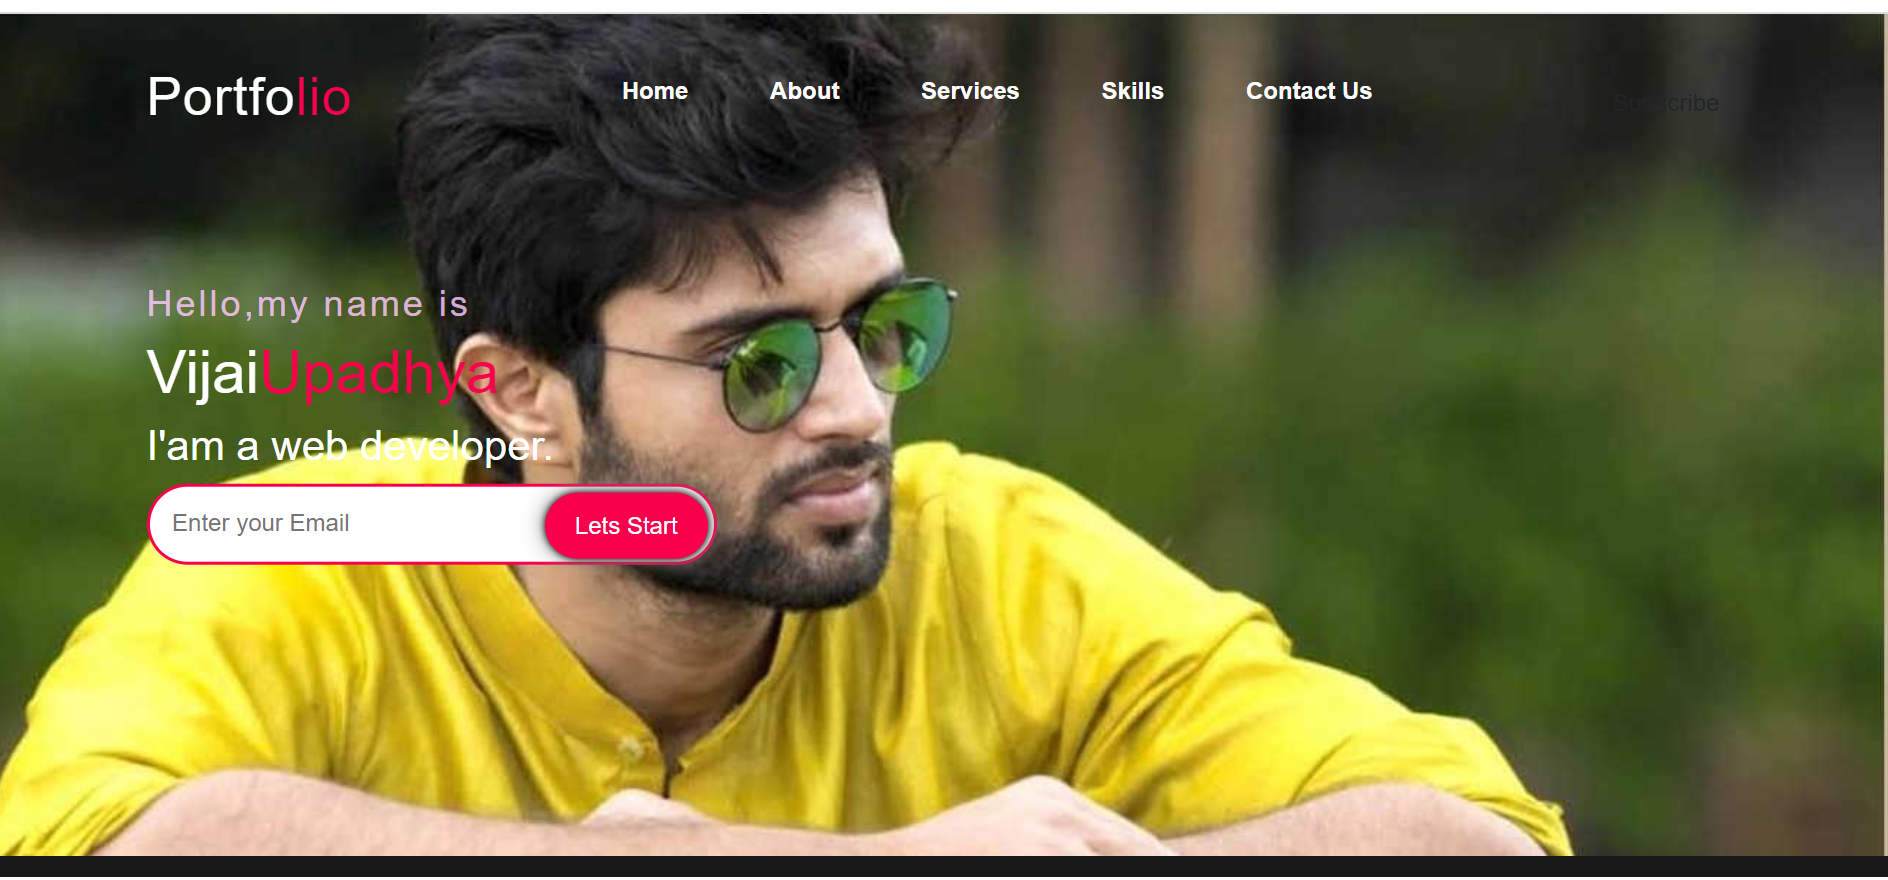 Portfolio
Home About Services Skills Contact Us
Subscribe
Hello,my name is
VijaiUpadhya
I'am a web developer.
Enter your Email
Lets Start